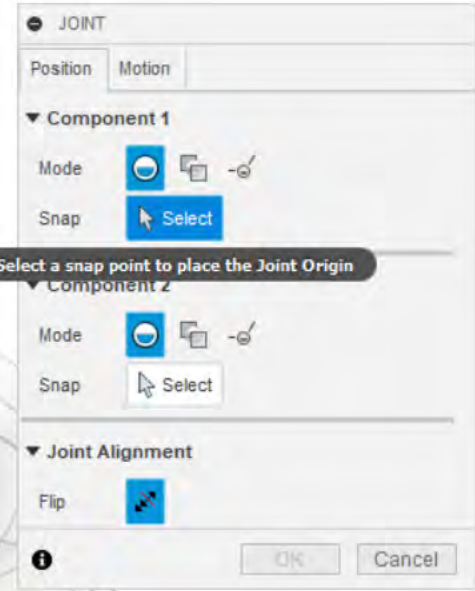 JOINT
Position Motion
Component 1
Mode
Snap Select
Select a snap point to place the Joint Origin
Component 2
Mode
Snap Select
Joint Alignment
Flip
OK Cancel